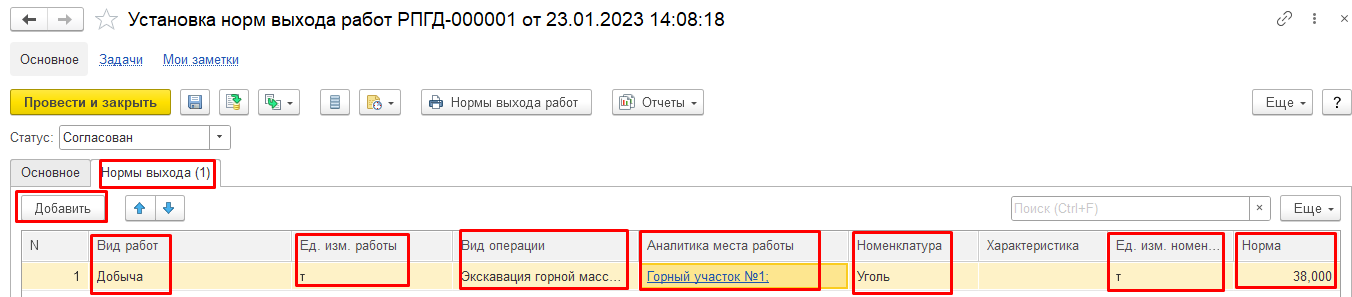 Установка норм выхода работ РПГД-000001 от 23.01.2023 14:08:18
Основное Задачи Мои заметки
Провести и закрыть Нормы выхода работ Отчеты Еще ?
Статус: Согласован
Основное Нормы выхода (1)
Добавить Поиск (Ctrl+F) × Еще
N Вид работ Ед. изм. работы Вид операции Аналитика места работы Номенклатура Характеристика Ед. изм. номен... Норма
1 Добыча т Экскавация горной масс... Горный участок №1; Уголь т 38,000